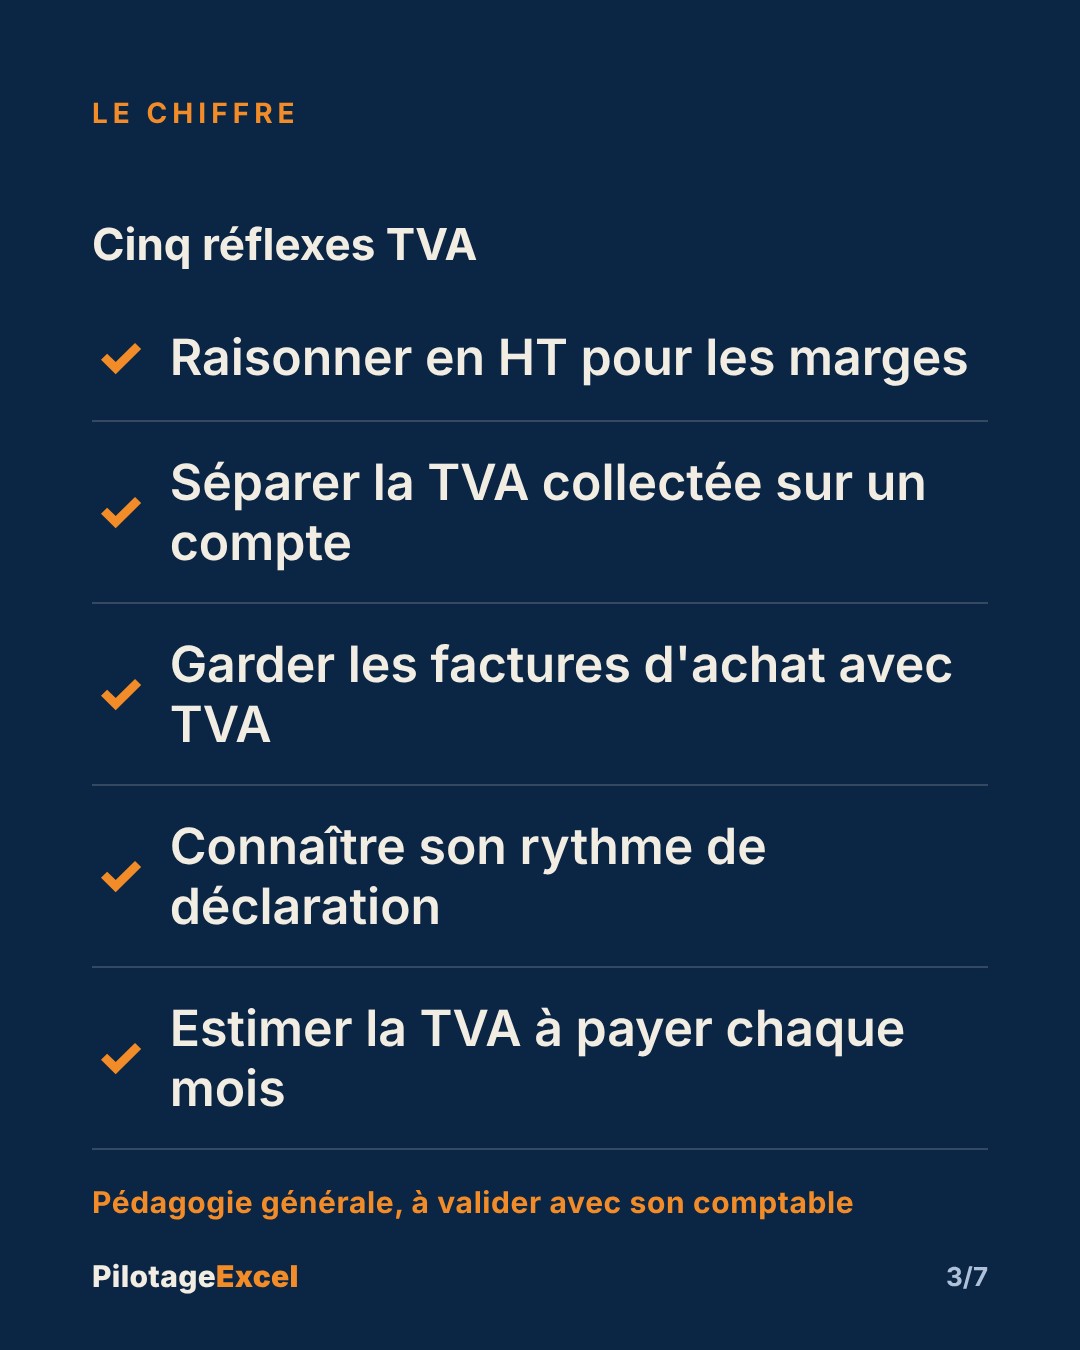 LE CHIFFRE
Cinq réflexes TVA
Raisonner en HT pour les marges
Séparer la TVA collectée sur un
compte
Garder les factures d'achat avec
TVA
Connaître son rythme de
déclaration
Estimer la TVA à payer chaque
mois
Pédagogie générale, à valider avec son comptable
PilotageExcel
3/7